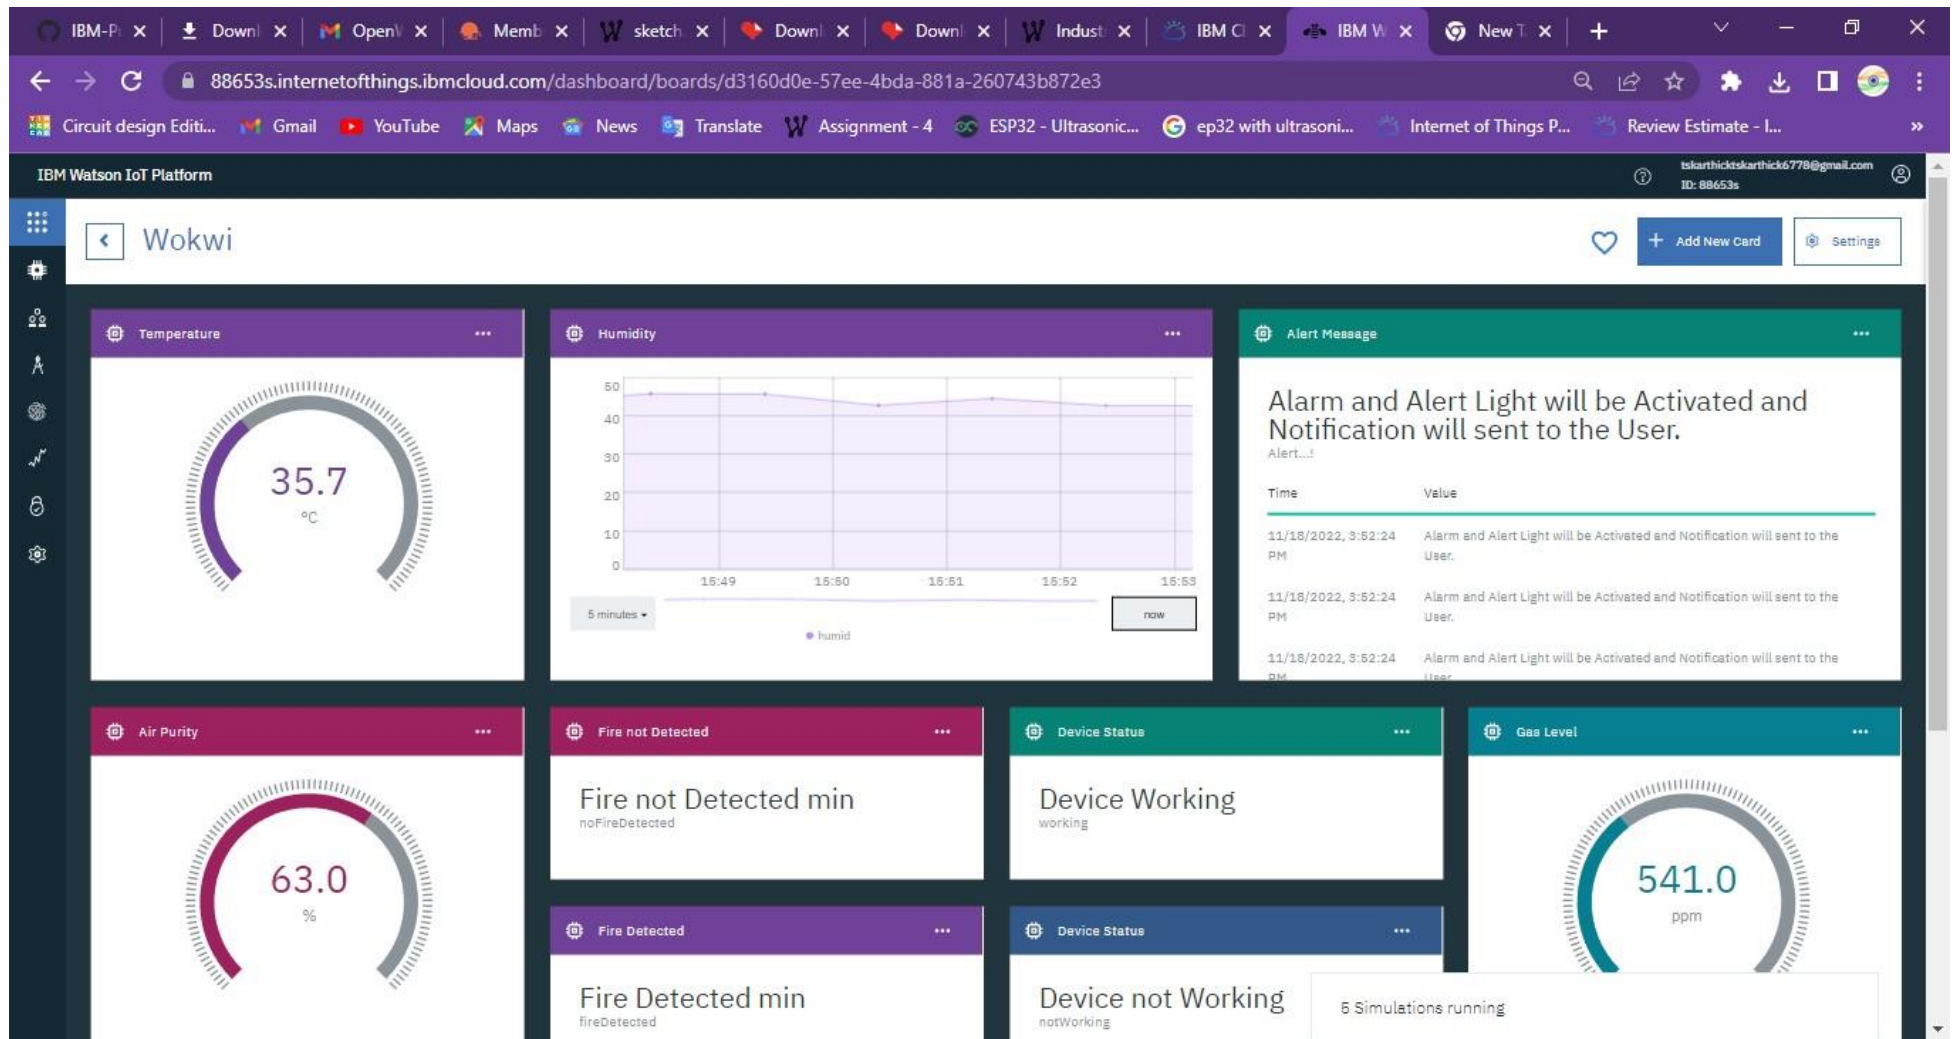 IBM-P
Downl
OpenV
Memb
sketch
Downl
Downl
Indust
IBM Cl
IBM W
New T
88653s.internetofthings.ibmcloud.com/dashboard/boards/d3160d0e-57ee-4bda-881a-260743b872e3
Circuit design Editi...
Gmail
YouTube
Maps
News
Translate
Assignment - 4
ESP32 - Ultrasonic...
ep32 with ultrasoni...
Internet of Things P...
Review Estimate - I...
IBM Watson IoT Platform
tskarthicktskarthick6778@gmail.com
ID: 88653s
Wokwi
+ Add New Card
Settings
Temperature
35.7
°C
Humidity
50
40
30
20
10
0
15:49 15:50 15:51 15:52 15:53
5 minutes
now
humid
Alert Message
Alarm and Alert Light will be Activated and
Notification will sent to the User.
Alert...!
Time Value
11/18/2022, 3:52:24 Alarm and Alert Light will be Activated and Notification will sent to the
PM User.
11/18/2022, 3:52:24 Alarm and Alert Light will be Activated and Notification will sent to the
PM User.
11/18/2022, 3:52:24 Alarm and Alert Light will be Activated and Notification will sent to the
PM User.
Air Purity
63.0
%
Fire not Detected
Fire not Detected min
noFireDetected
Device Status
Device Working
working
Gas Level
541.0
ppm
Fire Detected
Fire Detected min
fireDetected
Device Status
Device not Working
notWorking
5 Simulations running